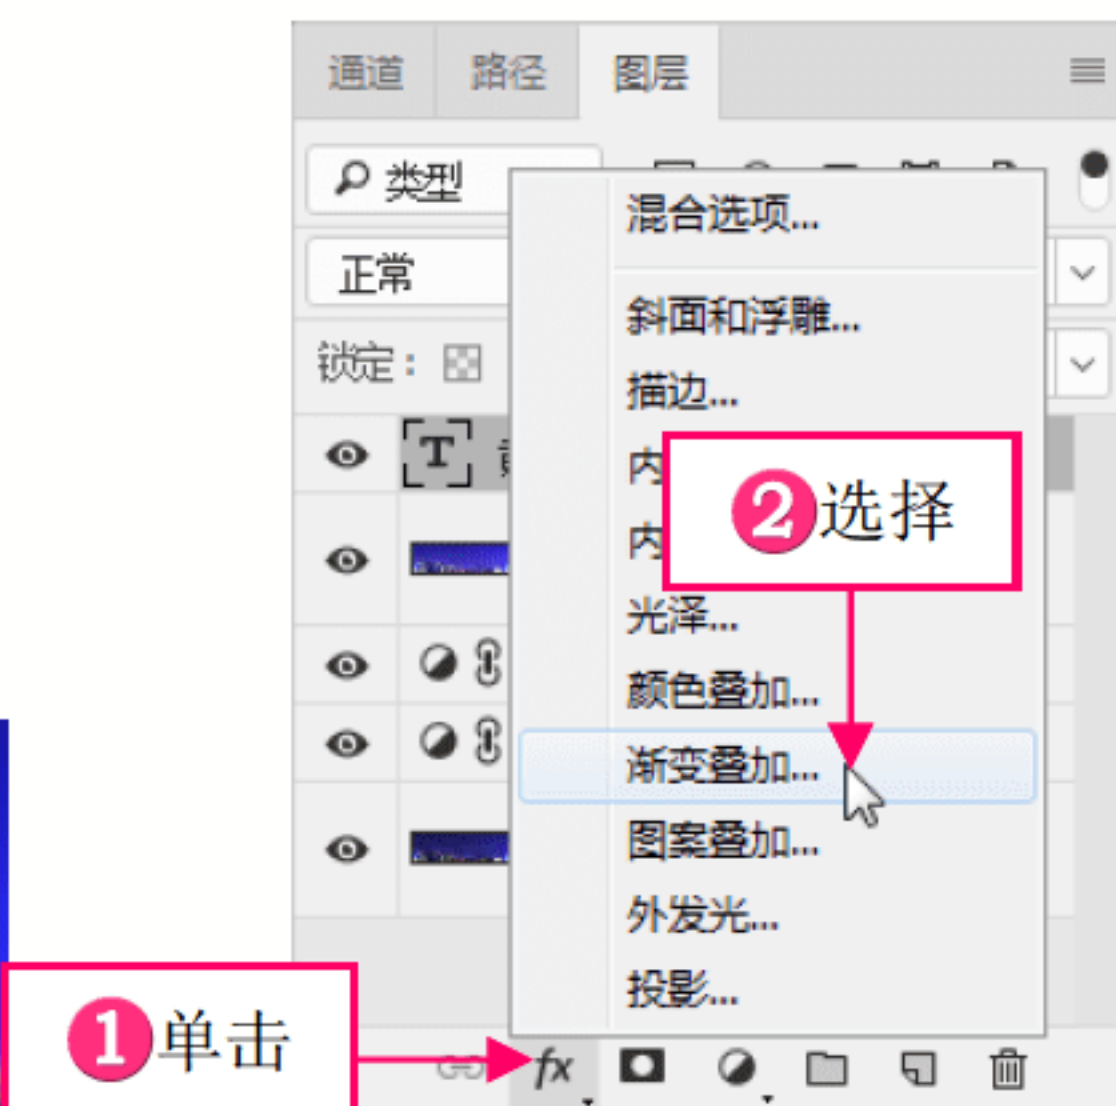 通道 路径 图层
类型
混合选项...
正常
斜面和浮雕...
锁定：
描边...
T
内
❷选择
内
光泽...
颜色叠加...
渐变叠加...
图案叠加...
外发光...
投影...
❶单击
fx